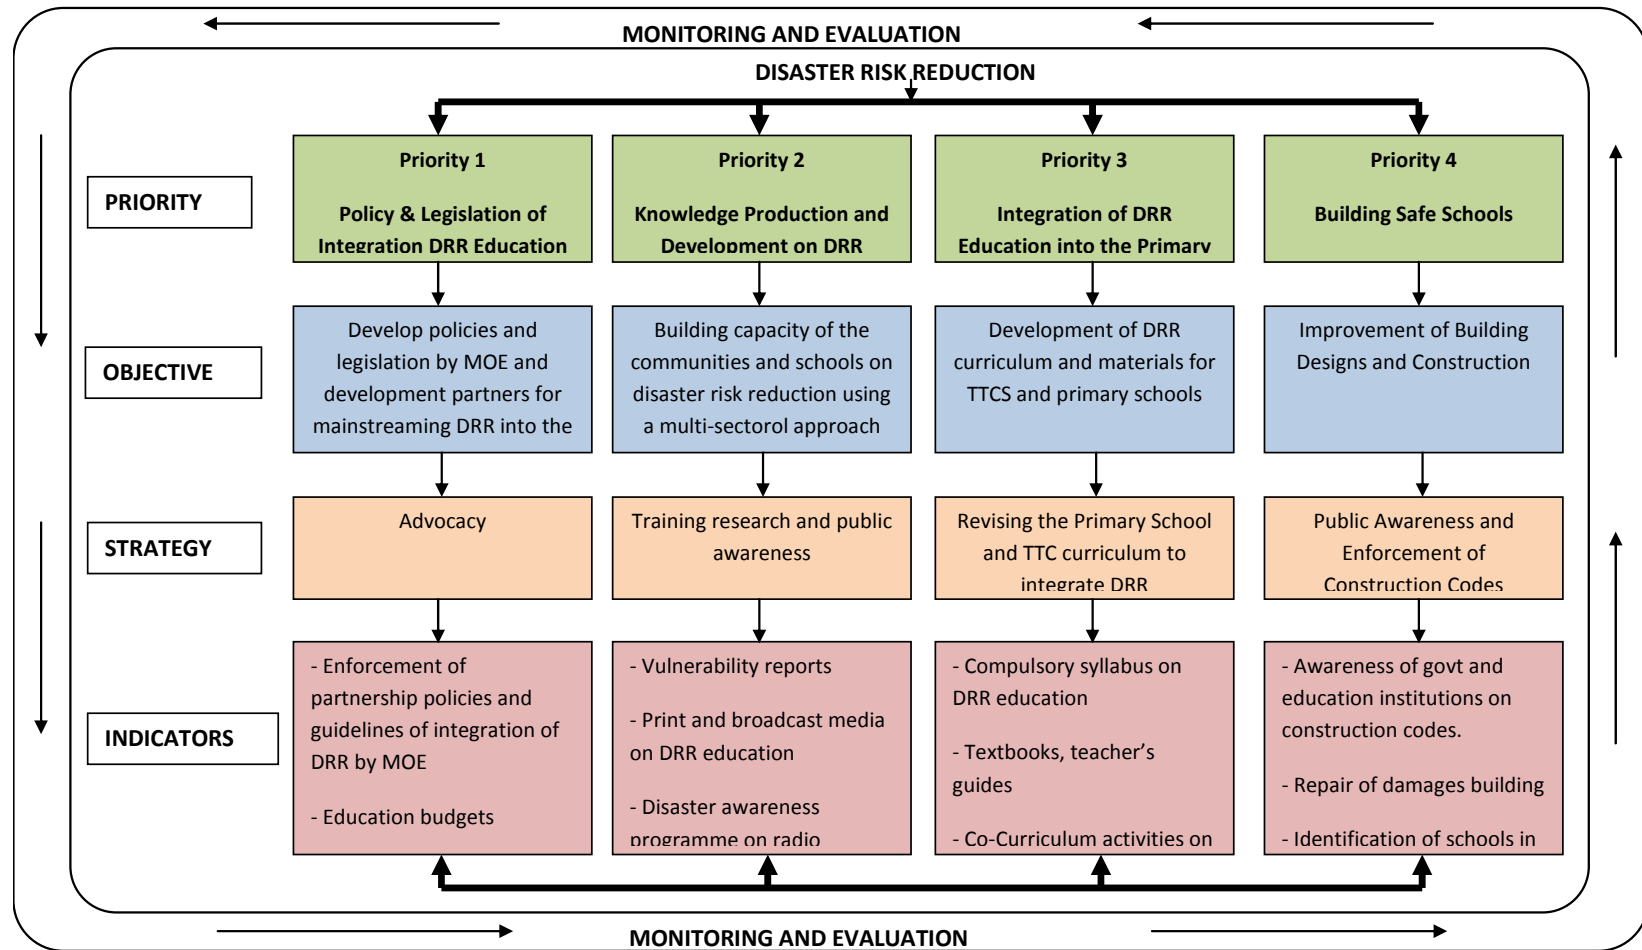 MONITORING AND EVALUATION
DISASTER RISK REDUCTION
PRIORITY
Priority 1
Policy & Legislation of
Integration DRR Education
Priority 2
Knowledge Production and
Development on DRR
Priority 3
Integration of DRR
Education into the Primary
Priority 4
Building Safe Schools
OBJECTIVE
Develop policies and
legislation by MOE and
development partners for
mainstreaming DRR into the
Building capacity of the
communities and schools on
disaster risk reduction using
a multi-sectorol approach
Development of DRR
curriculum and materials for
TTCS and primary schools
Improvement of Building
Designs and Construction
STRATEGY
Advocacy
Training research and public
awareness
Revising the Primary School
and TTC curriculum to
integrate DRR
Public Awareness and
Enforcement of
Construction Codes
INDICATORS
- Enforcement of
partnership policies and
guidelines of integration of
DRR by MOE
- Education budgets
- Vulnerability reports
- Print and broadcast media
on DRR education
- Disaster awareness
programme on radio
- Compulsory syllabus on
DRR education
- Textbooks, teacher’s
guides
- Co-Curriculum activities on
- Awareness of govt and
education institutions on
construction codes.
- Repair of damages building
- Identification of schools in
MONITORING AND EVALUATION